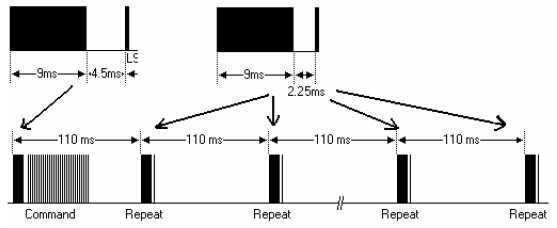 LS
9ms 4.5ms
9ms
2.25ms
110 ms 110 ms 110 ms 110 ms
Command Repeat Repeat Repeat Repeat